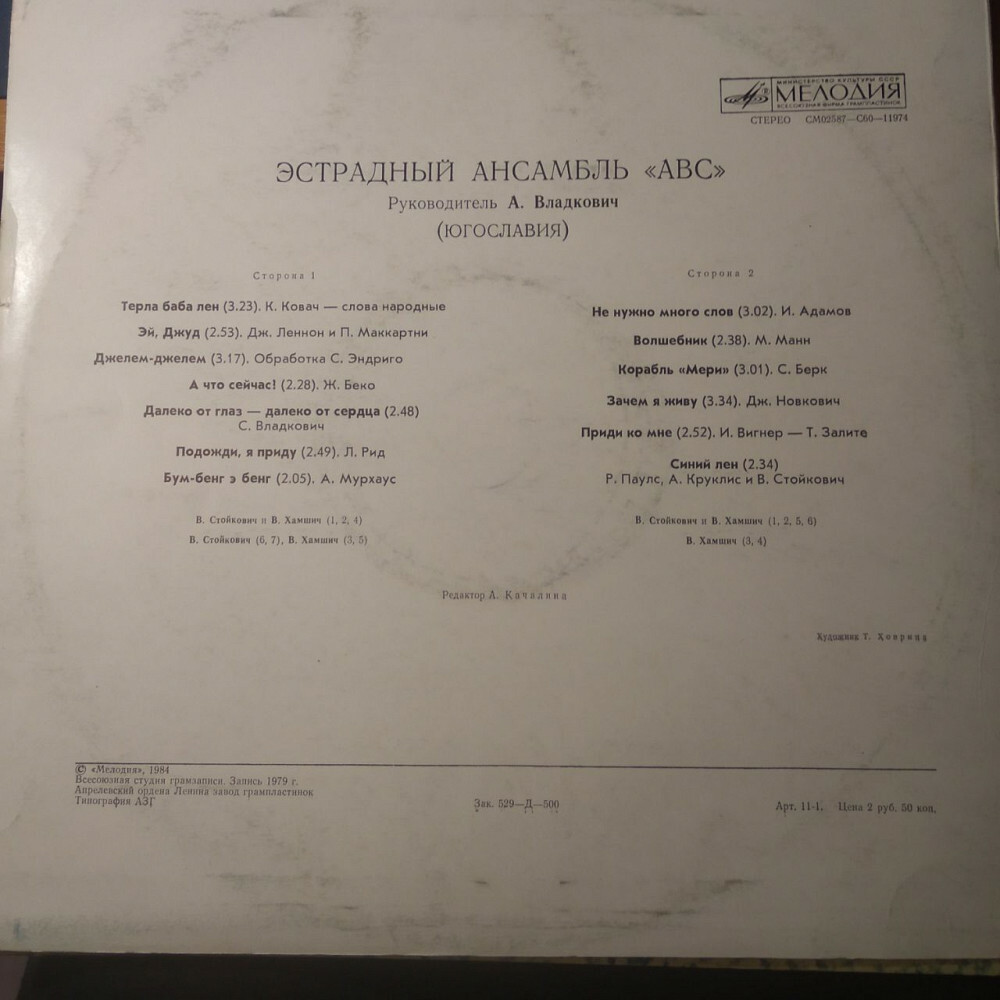 МИНИСТЕРСТВО КУЛЬТУРЫ СССР
МЕЛОДИЯ
ВСЕСОЮЗНАЯ ФИРМА ГРАМПЛАСТИНОК
СТЕРЕО СМ02587—С60—11974
ЭСТРАДНЫЙ АНСАМБЛЬ «АВС»
Руководитель А. Владкович
(ЮГОСЛАВИЯ)
Сторона 1
Терла баба лен (3.23). К. Ковач — слова народные
Эй, Джуд (2.53). Дж. Леннон и П. Маккартни
Джелем-джелем (3.17). Обработка С. Эндриго
А что сейчас! (2.28). Ж. Беко
Далеко от глаз — далеко от сердца (2.48)
С. Владкович
Подожди, я приду (2.49). Л. Рид
Бум-бенг э бенг (2.05). А. Мурхаус
В. Стойкович и В. Хамшич (1, 2, 4)
В. Стойкович (6, 7), В. Хамшич (3, 5)
Сторона 2
Не нужно много слов (3.02). И. Адамов
Волшебник (2.38). М. Манн
Корабль «Мери» (3.01). С. Берк
Зачем я живу (3.34). Дж. Новкович
Приди ко мне (2.52). И. Вигнер — Т. Залите
Синий лен (2.34)
Р. Паулс, А. Круклис и В. Стойкович
В. Стойкович и В. Хамшич (1, 2, 5, 6)
В. Хамшич (3, 4)
Редактор А. Качалина
Художник Т.
© «Мелодия», 1984
Всесоюзная студия грамзаписи. Запись 1979 г.
Апрелевский ордена Ленина завод грампластинок
Типография АЗГ
Зак. 529—Д—500
Арт. 11-1. Цена 2 руб. 50 коп.